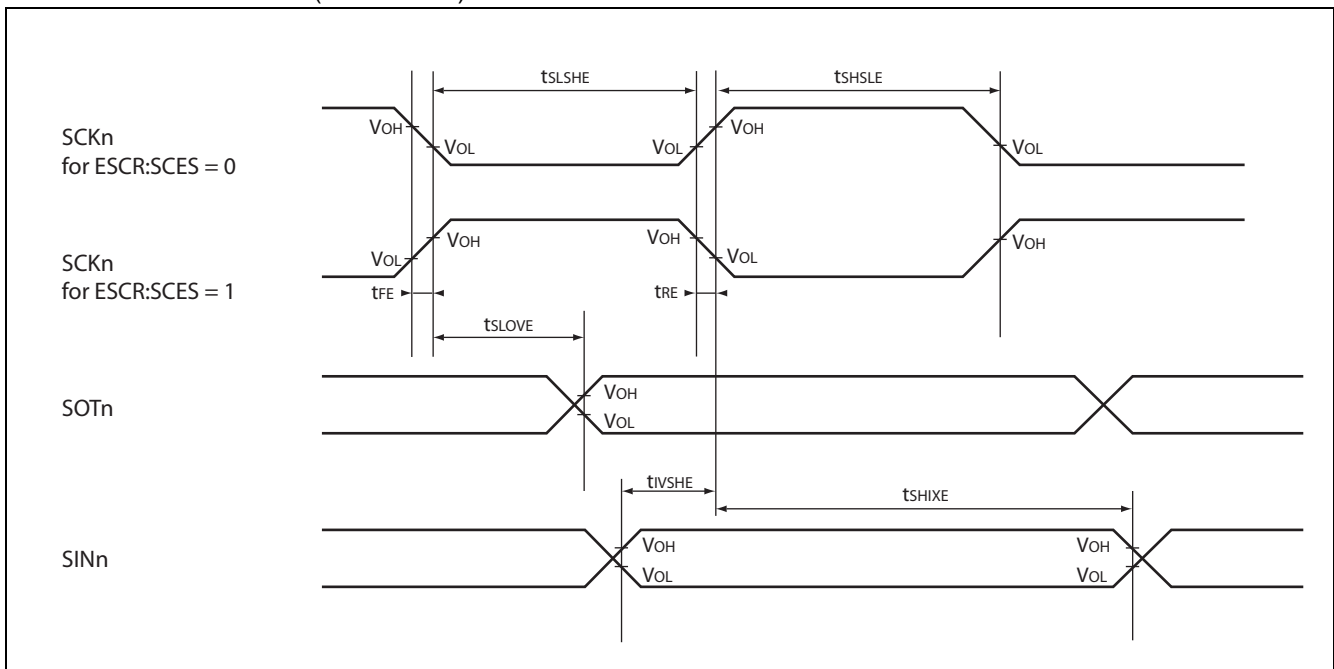 tSLSHE tSHSLE
VOH VOH
SCKn VOL VOL VOL
for ESCR:SCES = 0
VOH VOH VOH
SCKn VOL VOL
for ESCR:SCES = 1
tFE tRE
tSLOVE
VOH
SOTn
VOL
tIVSHE tSHIXE
VOH VOH
SINn
VOL VOL